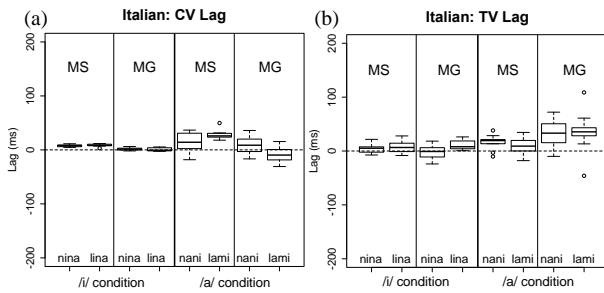 (a) Italian: CV Lag
MS MG MS MG
Lag (ms)
200
100
0
-100
-200
nina lina nina lina nani lami nani lami
/i/ condition /a/ condition
(b) Italian: TV Lag
MS MG MS MG
Lag (ms)
200
100
0
-100
-200
nina lina nina lina nani lami nani lami
/i/ condition /a/ condition